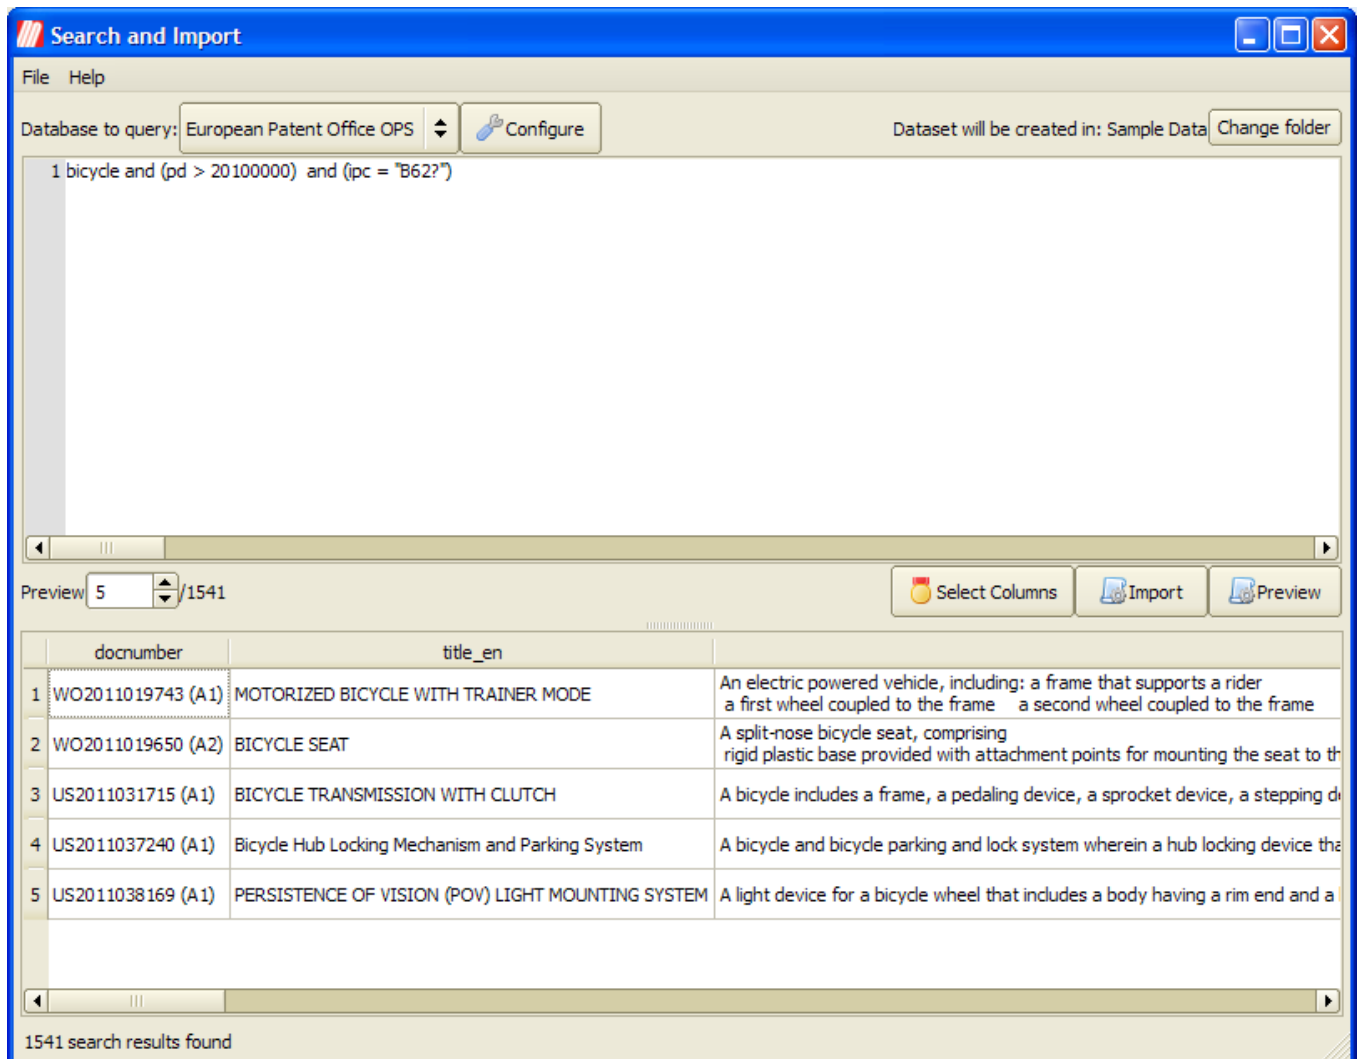 Search and Import
File Help
Database to query: European Patent Office OPS Configure Dataset will be created in: Sample Data Change folder
1 bicycle and (pd > 20100000)  and (ipc = "B62?")
Preview 5 /1541 Select Columns Import Preview
docnumber title_en
1 WO2011019743 (A1) MOTORIZED BICYCLE WITH TRAINER MODE An electric powered vehicle, including: a frame that supports a rider
a first wheel coupled to the frame a second wheel coupled to the frame
2 WO2011019650 (A2) BICYCLE SEAT A split-nose bicycle seat, comprising
rigid plastic base provided with attachment points for mounting the seat to th
3 US2011031715 (A1) BICYCLE TRANSMISSION WITH CLUTCH A bicycle includes a frame, a pedaling device, a sprocket device, a stepping d
4 US2011037240 (A1) Bicycle Hub Locking Mechanism and Parking System A bicycle and bicycle parking and lock system wherein a hub locking device tha
5 US2011038169 (A1) PERSISTENCE OF VISION (POV) LIGHT MOUNTING SYSTEM A light device for a bicycle wheel that includes a body having a rim end and a
1541 search results found